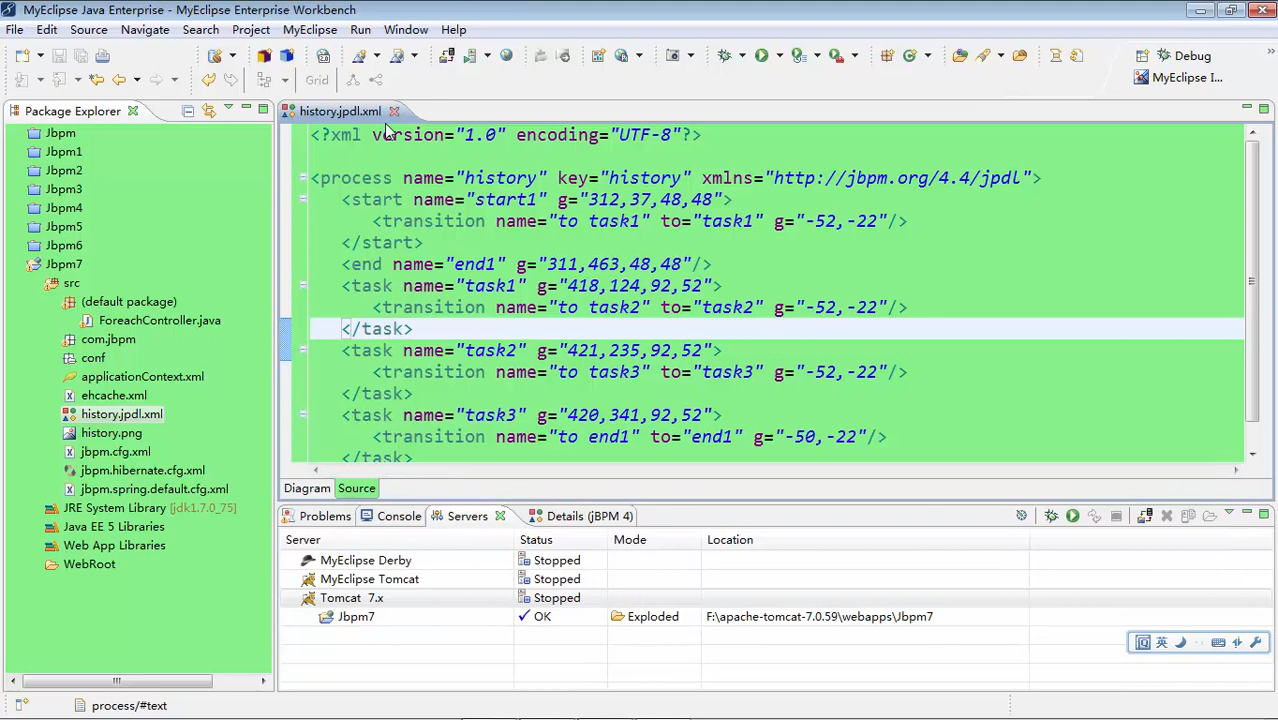 MyEclipse Java Enterprise - MyEclipse Enterprise Workbench
File Edit Source Navigate Search Project MyEclipse Run Window Help
Debug
Grid
MyEclipse I...
Package Explorer
Jbpm
Jbpm1
Jbpm2
Jbpm3
Jbpm4
Jbpm5
Jbpm6
Jbpm7
src
(default package)
ForeachController.java
com.jbpm
conf
applicationContext.xml
ehcache.xml
history.jpdl.xml
history.png
jbpm.cfg.xml
jbpm.hibernate.cfg.xml
jbpm.spring.default.cfg.xml
JRE System Library [jdk1.7.0_75]
Java EE 5 Libraries
Web App Libraries
WebRoot
history.jpdl.xml
<?xml version="1.0" encoding="UTF-8"?>
<process name="history" key="history" xmlns="http://jbpm.org/4.4/jpdl">
<start name="start1" g="312,37,48,48">
<transition name="to task1" to="task1" g="-52,-22"/>
</start>
<end name="end1" g="311,463,48,48"/>
<task name="task1" g="418,124,92,52">
<transition name="to task2" to="task2" g="-52,-22"/>
</task>
<task name="task2" g="421,235,92,52">
<transition name="to task3" to="task3" g="-52,-22"/>
</task>
<task name="task3" g="420,341,92,52">
<transition name="to end1" to="end1" g="-50,-22"/>
</task>
Diagram Source
Problems Console Servers Details (jBPM 4)
Server Status Mode Location
MyEclipse Derby Stopped
MyEclipse Tomcat Stopped
Tomcat 7.x Stopped
Jbpm7 OK Exploded F:\apache-tomcat-7.0.59\webapps\Jbpm7
英
process/#text